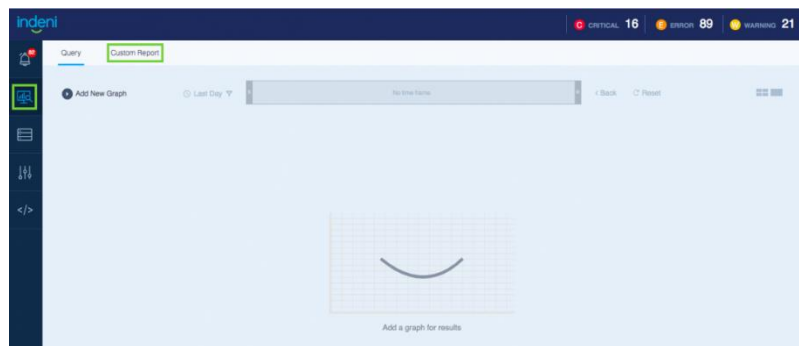 indeni
C CRITICAL 16 E ERROR 89 W WARNING 21
Query Custom Report
Add New Graph Last Day No time frame Back Reset
</>
Add a graph for results